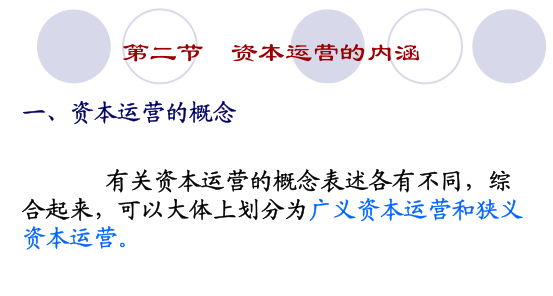 第二节　资本运营的内涵
一、资本运营的概念
有关资本运营的概念表述各有不同，综
合起来，可以大体上划分为广义资本运营和狭义
资本运营。